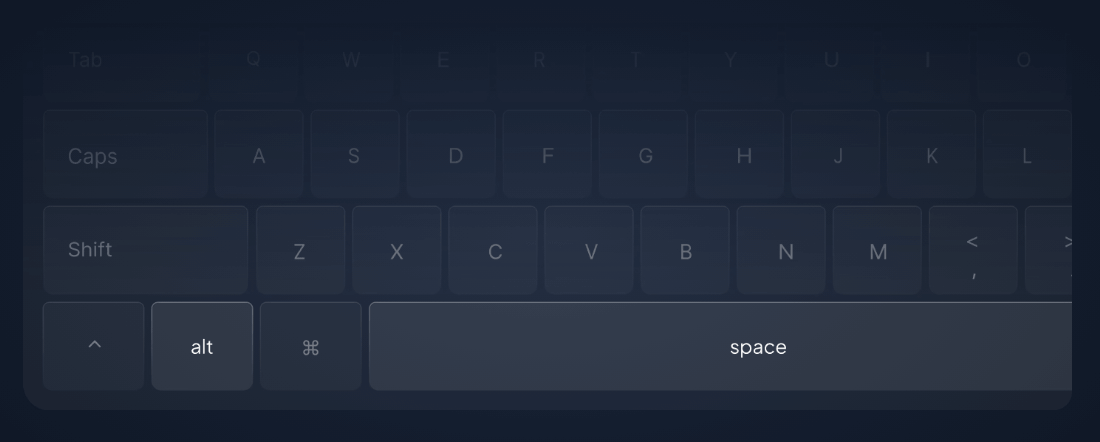 Tab Q W E R T Y U I O
Caps A S D F G H J K L
Shift Z X C V B N M < >
,
^ alt ⌘ space